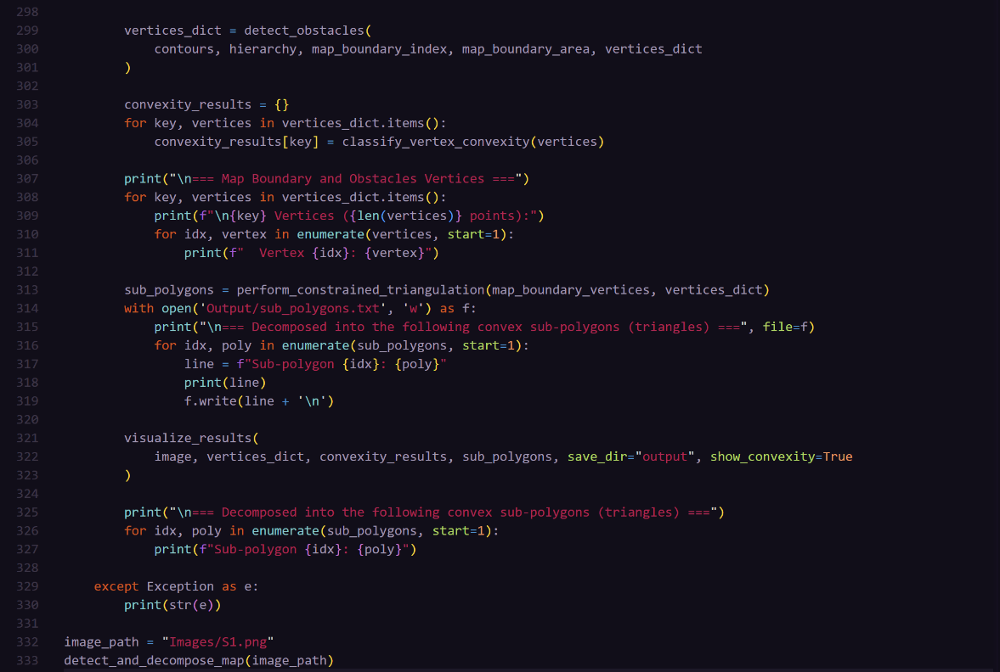 298
299 vertices_dict = detect_obstacles(
300 contours, hierarchy, map_boundary_index, map_boundary_area, vertices_dict
301 )
302
303 convexity_results = {}
304 for key, vertices in vertices_dict.items():
305 convexity_results[key] = classify_vertex_convexity(vertices)
306
307 print("\n=== Map Boundary and Obstacles Vertices ===")
308 for key, vertices in vertices_dict.items():
309 print(f"\n{key} Vertices ({len(vertices)} points):")
310 for idx, vertex in enumerate(vertices, start=1):
311 print(f"  Vertex {idx}: {vertex}")
312
313 sub_polygons = perform_constrained_triangulation(map_boundary_vertices, vertices_dict)
314 with open('Output/sub_polygons.txt', 'w') as f:
315 print("\n=== Decomposed into the following convex sub-polygons (triangles) ===", file=f)
316 for idx, poly in enumerate(sub_polygons, start=1):
317 line = f"Sub-polygon {idx}: {poly}"
318 print(line)
319 f.write(line + '\n')
320
321 visualize_results(
322 image, vertices_dict, convexity_results, sub_polygons, save_dir="output", show_convexity=True
323 )
324
325 print("\n=== Decomposed into the following convex sub-polygons (triangles) ===")
326 for idx, poly in enumerate(sub_polygons, start=1):
327 print(f"Sub-polygon {idx}: {poly}")
328
329 except Exception as e:
330 print(str(e))
331
332 image_path = "Images/S1.png"
333 detect_and_decompose_map(image_path)